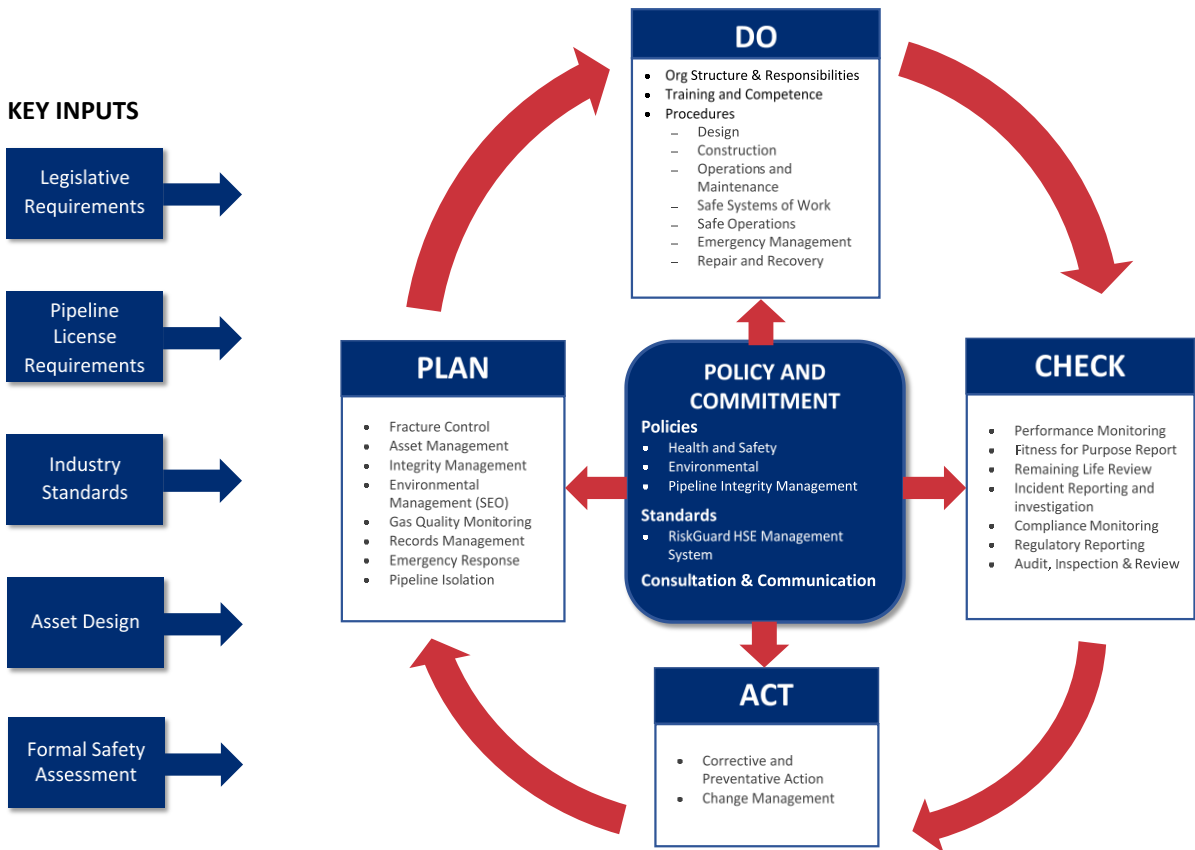 KEY INPUTS
Legislative
Requirements
Pipeline
License
Requirements
Industry
Standards
Asset Design
Formal Safety
Assessment
DO
• Org Structure & Responsibilities
• Training and Competence
• Procedures
– Design
– Construction
– Operations and
Maintenance
– Safe Systems of Work
– Safe Operations
– Emergency Management
– Repair and Recovery
PLAN
• Fracture Control
• Asset Management
• Integrity Management
• Environmental
Management (SEO)
• Gas Quality Monitoring
• Records Management
• Emergency Response
• Pipeline Isolation
POLICY AND
COMMITMENT
Policies
• Health and Safety
• Environmental
• Pipeline Integrity Management
Standards
• RiskGuard HSE Management
System
Consultation & Communication
CHECK
• Performance Monitoring
• Fitness for Purpose Report
• Remaining Life Review
• Incident Reporting and
investigation
• Compliance Monitoring
• Regulatory Reporting
• Audit, Inspection & Review
ACT
• Corrective and
Preventative Action
• Change Management